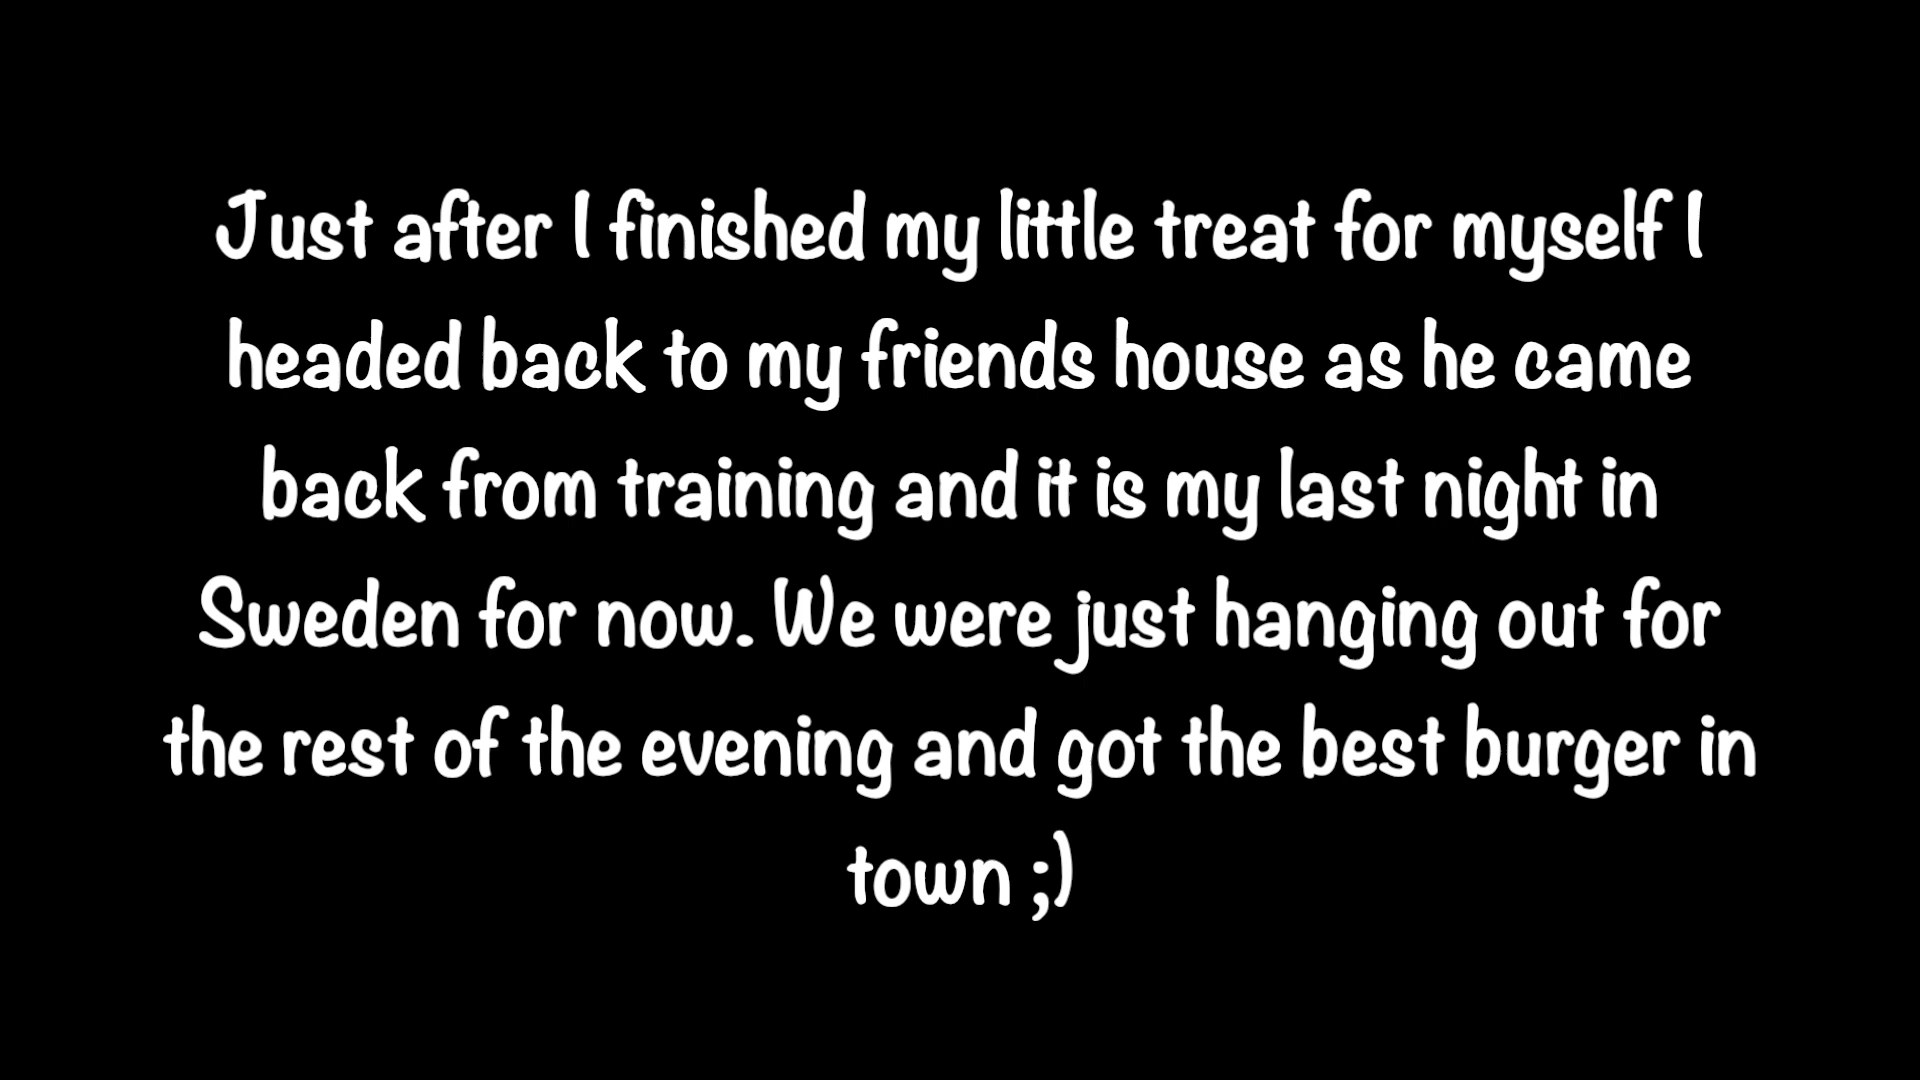 Just after I finished my little treat for myself I
headed back to my friends house as he came
back from training and it is my last night in
Sweden for now. We were just hanging out for
the rest of the evening and got the best burger in
town ;)